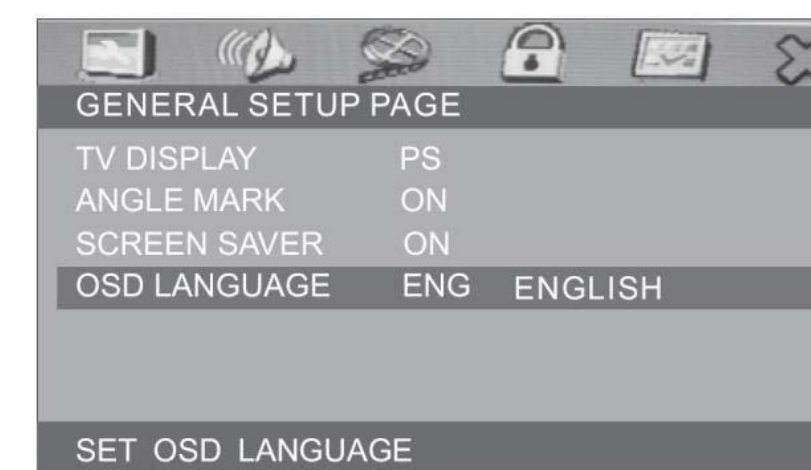 GENERAL SETUP PAGE
TV DISPLAY PS
ANGLE MARK ON
SCREEN SAVER ON
OSD LANGUAGE ENG ENGLISH
SET OSD LANGUAGE